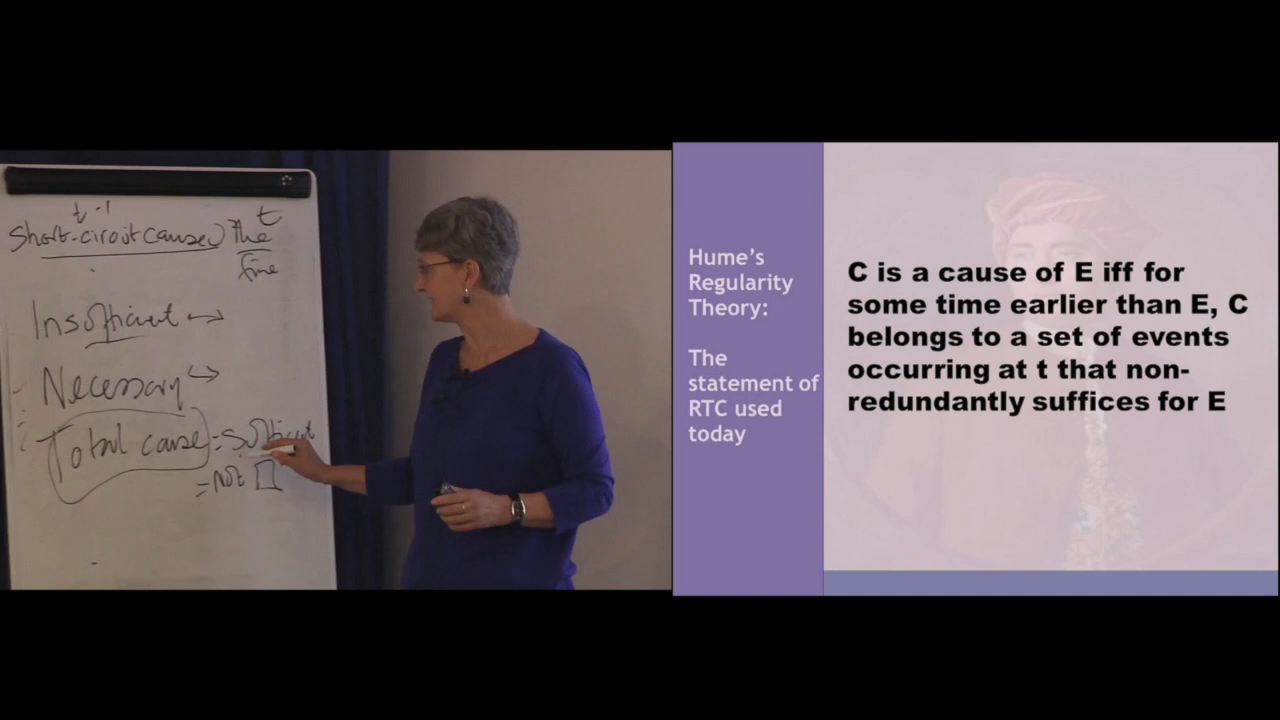 t-1
t
Short-circuit caused The
fire
Insufficient
Necessary
Total cause = Sufficient
= Not
Hume's
Regularity
Theory:
The
statement of
RTC used
today
C is a cause of E iff for
some time earlier than E, C
belongs to a set of events
occurring at t that non-
redundantly suffices for E